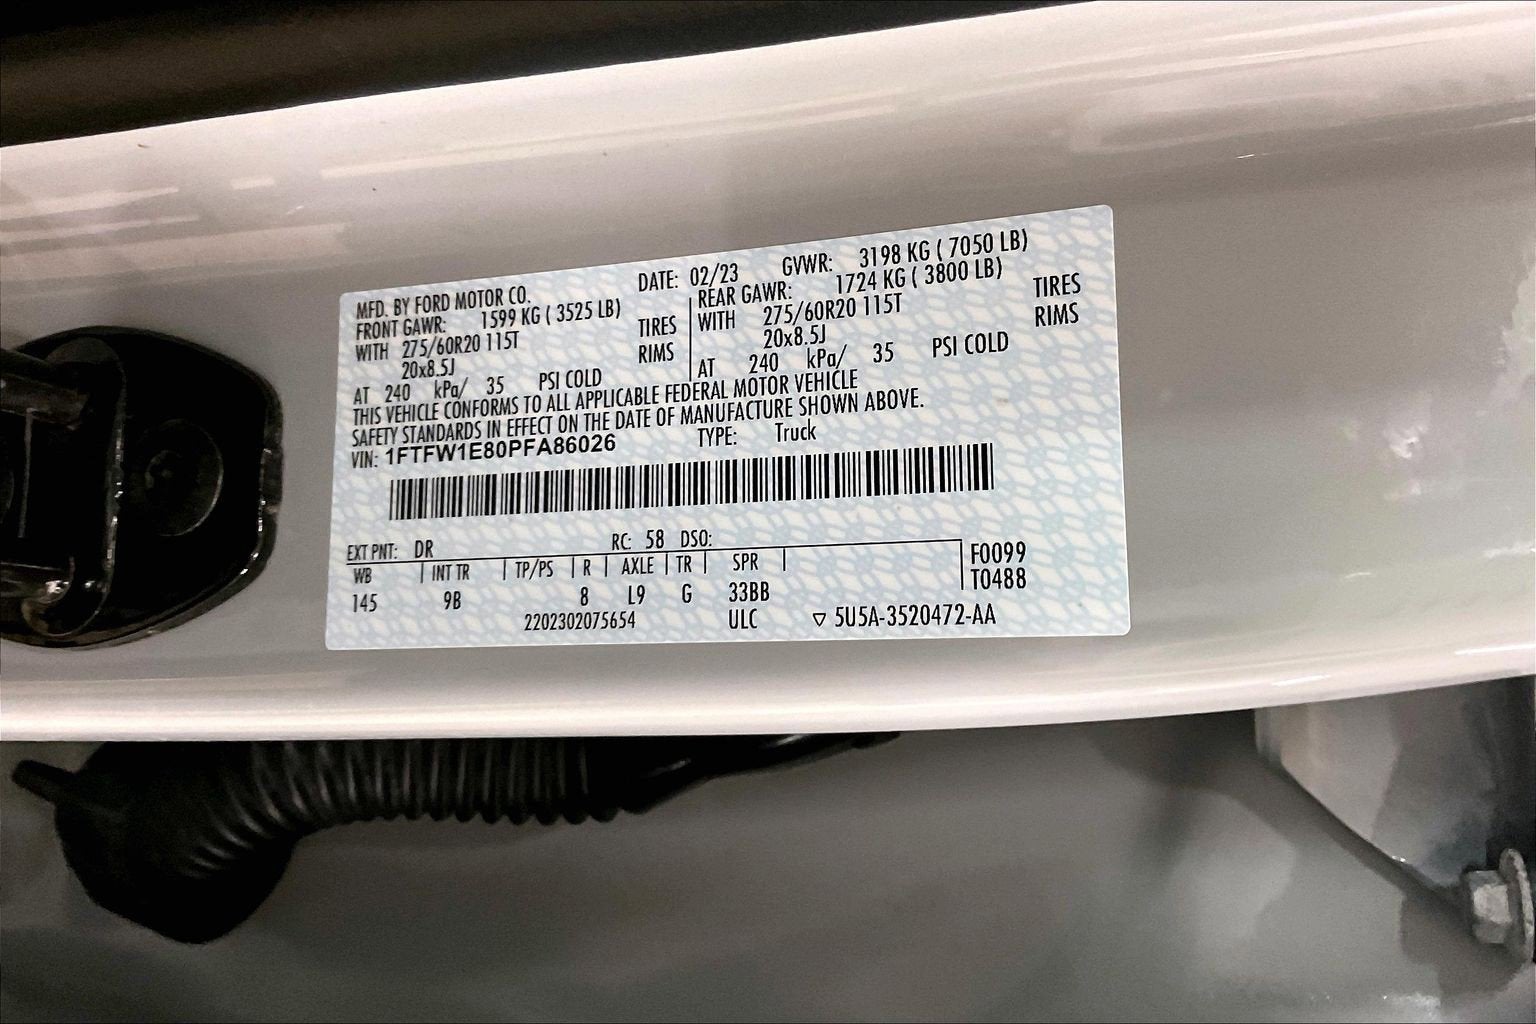 MFD. BY FORD MOTOR CO. DATE: 02/23 GVWR: 3198 KG ( 7050 LB)
FRONT GAWR: 1599 KG ( 3525 LB) REAR GAWR: 1724 KG ( 3800 LB)
WITH 275/60R20 115T TIRES WITH 275/60R20 115T TIRES
20x8.5J RIMS 20x8.5J RIMS
AT 240 kPa/ 35 PSI COLD AT 240 kPa/ 35 PSI COLD
THIS VEHICLE CONFORMS TO ALL APPLICABLE FEDERAL MOTOR VEHICLE
SAFETY STANDARDS IN EFFECT ON THE DATE OF MANUFACTURE SHOWN ABOVE.
VIN: 1FTFW1E80PFA86026 TYPE: Truck
EXT PNT: DR RC: 58 DSO:
WB INT TR TP/PS R AXLE TR SPR F0099
145 9B 8 L9 G 33BB T0488
2202302075654 ULC ▽ 5U5A-3520472-AA